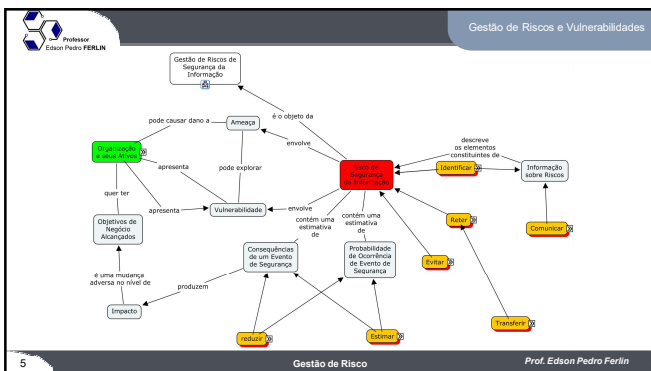 Professor
Edson Pedro FERLIN
Gestão de Riscos e Vulnerabilidades
Gestão de Riscos de
Segurança da
Informação
pode causar dano a
Ameaça
é o objeto da
envolve
descreve
os elementos
constituintes de
Organização
e seus Ativos
apresenta
pode explorar
Risco de
Segurança
da Informação
Identificar
Informação
sobre Riscos
quer ter
apresenta
Vulnerabilidade
envolve
contém uma
estimativa
de
contém uma
estimativa
de
Reter
Comunicar
Objetivos de
Negócio
Alcançados
Consequências
de um Evento
de Segurança
Probabilidade
de Ocorrência
de Evento de
Segurança
Evitar
é uma mudança
adversa no nível de
produzem
Impacto
Transferir
reduzir
Estimar
5
Gestão de Risco
Prof. Edson Pedro Ferlin